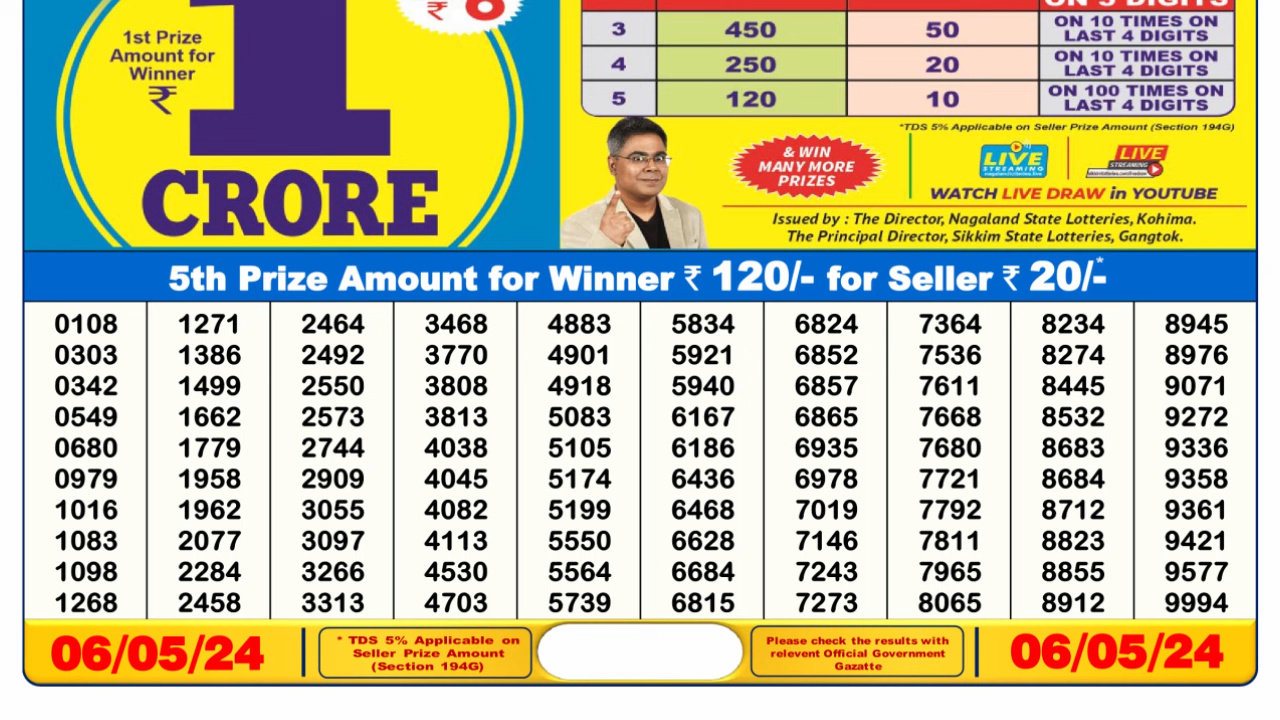 ₹ 6
1st Prize
Amount for
Winner
₹
1
CRORE
ON 5 DIGITS
3 450 50 ON 10 TIMES ON LAST 4 DIGITS
4 250 20 ON 10 TIMES ON LAST 4 DIGITS
5 120 10 ON 100 TIMES ON LAST 4 DIGITS
*TDS 5% Applicable on Seller Prize Amount (Section 194G)
& WIN
MANY MORE
PRIZES
LIVE
STREAMING
LIVE
STREAMING
WATCH LIVE DRAW in YOUTUBE
Issued by : The Director, Nagaland State Lotteries, Kohima.
The Principal Director, Sikkim State Lotteries, Gangtok.
5th Prize Amount for Winner ₹ 120/- for Seller ₹ 20/-*
0108 1271 2464 3468 4883 5834 6824 7364 8234 8945
0303 1386 2492 3770 4901 5921 6852 7536 8274 8976
0342 1499 2550 3808 4918 5940 6857 7611 8445 9071
0549 1662 2573 3813 5083 6167 6865 7668 8532 9272
0680 1779 2744 4038 5105 6186 6935 7680 8683 9336
0979 1958 2909 4045 5174 6436 6978 7721 8684 9358
1016 1962 3055 4082 5199 6468 7019 7792 8712 9361
1083 2077 3097 4113 5550 6628 7146 7811 8823 9421
1098 2284 3266 4530 5564 6684 7243 7965 8855 9577
1268 2458 3313 4703 5739 6815 7273 8065 8912 9994
06/05/24
* TDS 5% Applicable on
Seller Prize Amount
(Section 194G)
Please check the results with
relevent Official Government
Gazatte
06/05/24